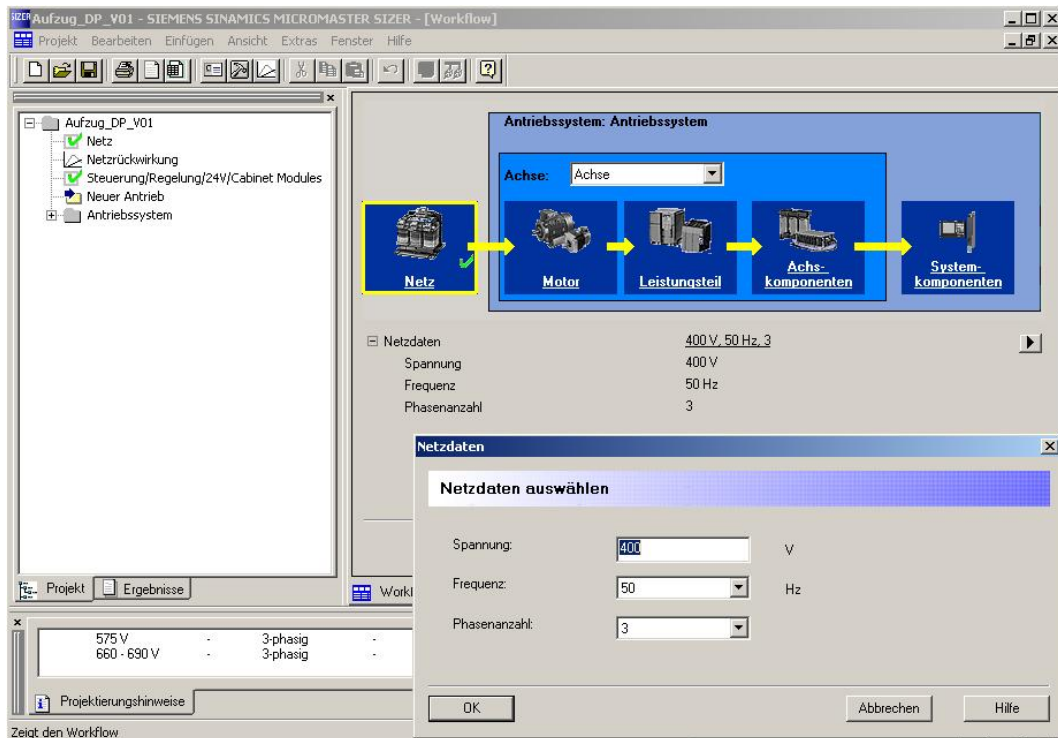 Aufzug_DP_V01 - SIEMENS SINAMICS MICROMASTER SIZER - [Workflow]
Projekt Bearbeiten Einfügen Ansicht Extras Fenster Hilfe
Aufzug_DP_V01
Netz
Netzrückwirkung
Steuerung/Regelung/24V/Cabinet Modules
Neuer Antrieb
Antriebssystem
Projekt Ergebnisse
Antriebssystem: Antriebssystem
Achse: Achse
Netz
Motor
Leistungsteil
Achs-
komponenten
System-
komponenten
Netzdaten 400 V, 50 Hz, 3
Spannung 400 V
Frequenz 50 Hz
Phasenanzahl 3
Netzdaten
Netzdaten auswählen
Spannung: 400 V
Frequenz: 50 Hz
Phasenanzahl: 3
OK Abbrechen Hilfe
575 V - 3-phasig -
660 - 690 V - 3-phasig -
Projektierungshinweise
Zeigt den Workflow